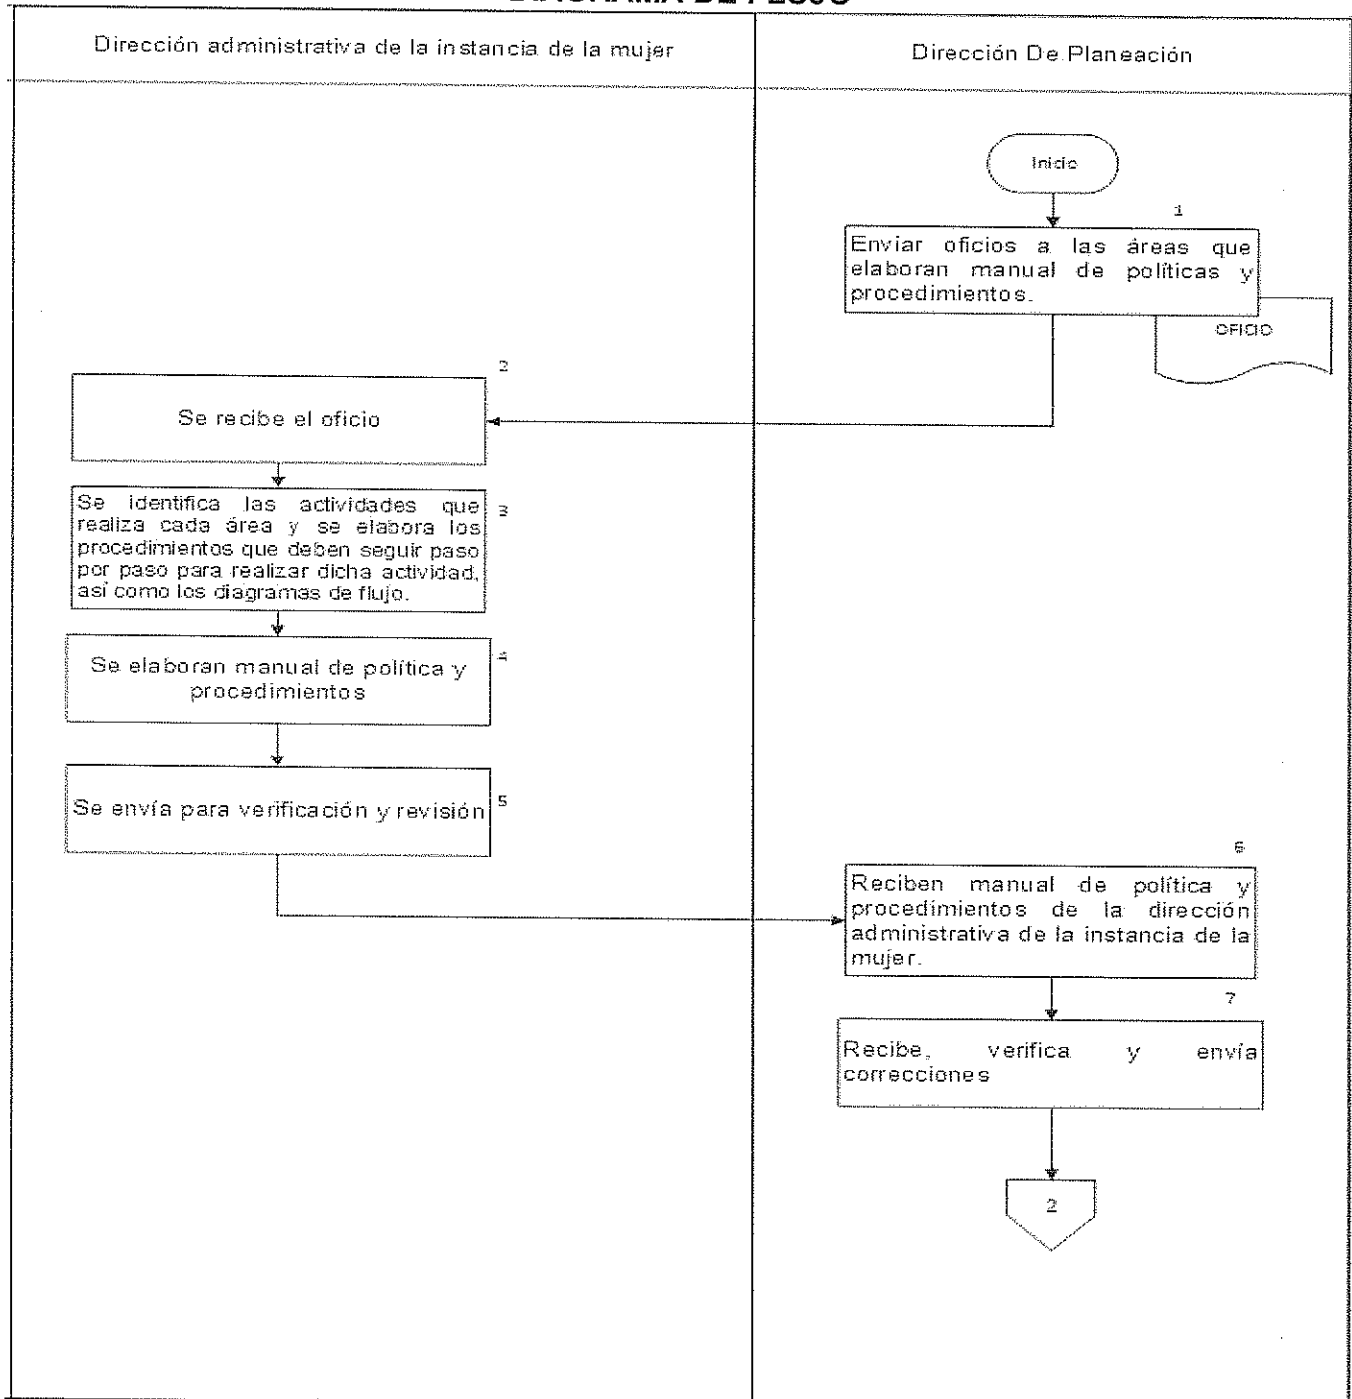 DIAGRAMA DE FLUJO
Dirección administrativa de la instancia de la mujer
Dirección De Planeación
Inicio
1
Enviar oficios a las áreas que
elaboran manual de políticas y
procedimientos.
OFICIO
2
Se recibe el oficio
3
Se identifica las actividades que
realiza cada área y se elabora los
procedimientos que deben seguir paso
por paso para realizar dicha actividad,
así como los diagramas de flujo.
4
Se elaboran manual de política y
procedimientos
5
Se envía para verificación y revisión
6
Reciben manual de política y
procedimientos de la dirección
administrativa de la instancia de la
mujer.
7
Recibe, verifica y envía
correcciones
2